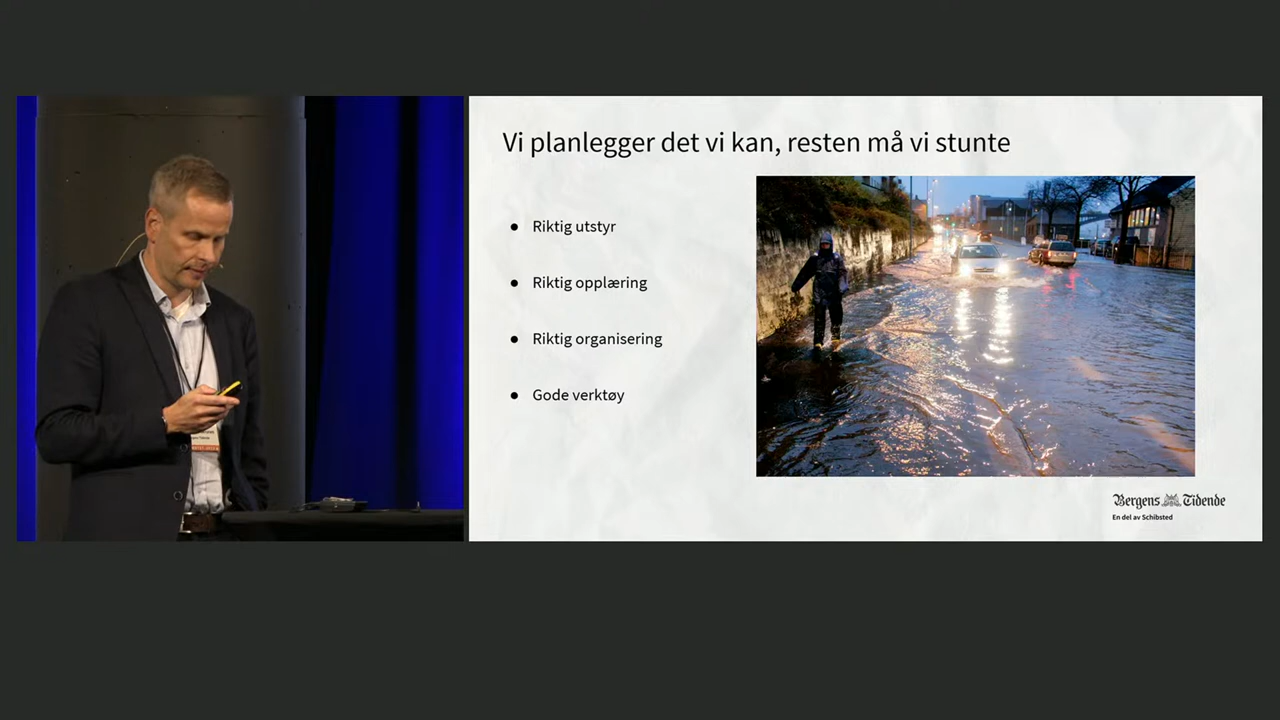 Vi planlegger det vi kan, resten må vi stunte
● Riktig utstyr
● Riktig opplæring
● Riktig organisering
● Gode verktøy
Bergens Tidende
En del av Schibsted